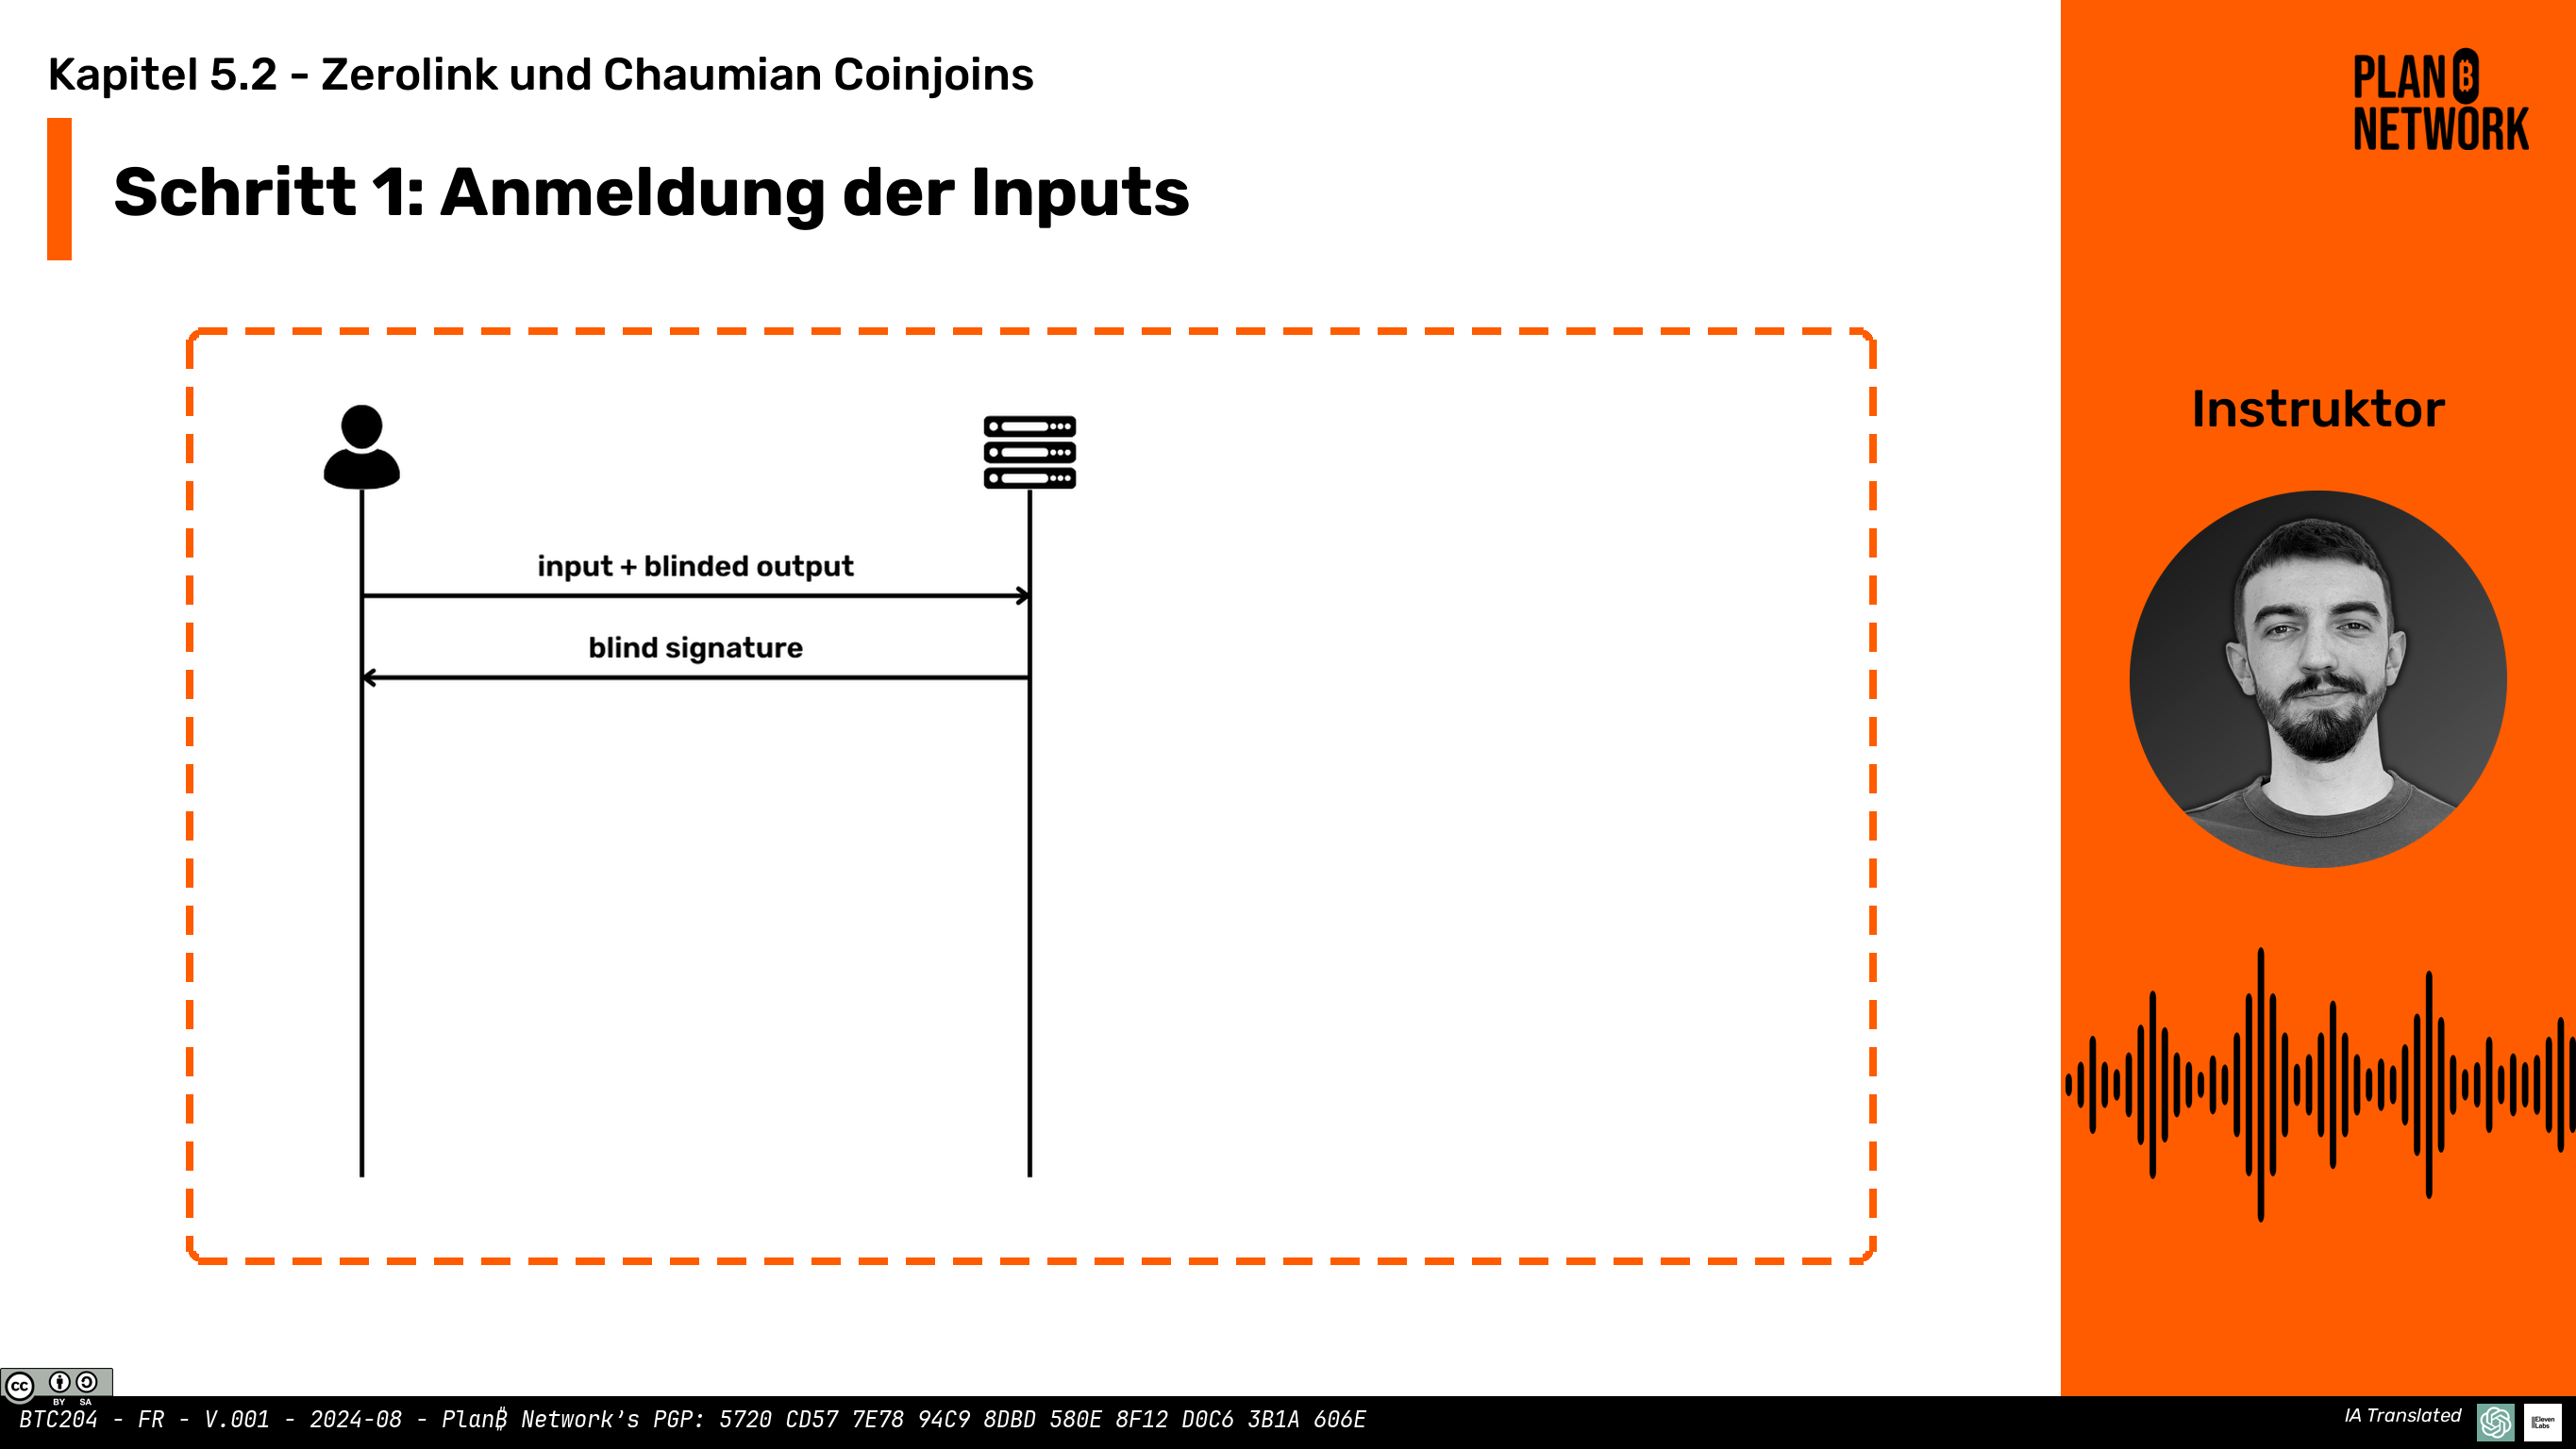 Kapitel 5.2 - Zerolink und Chaumian Coinjoins
Schritt 1: Anmeldung der Inputs
PLAN ₿
NETWORK
Instruktor
input + blinded output
blind signature
cc
BY SA
BTC204 - FR - V.001 - 2024-08 - Plan₿ Network's PGP: 5720 CD57 7E78 94C9 8DBD 580E 8F12 D0C6 3B1A 606E
IA Translated
ElevenLabs